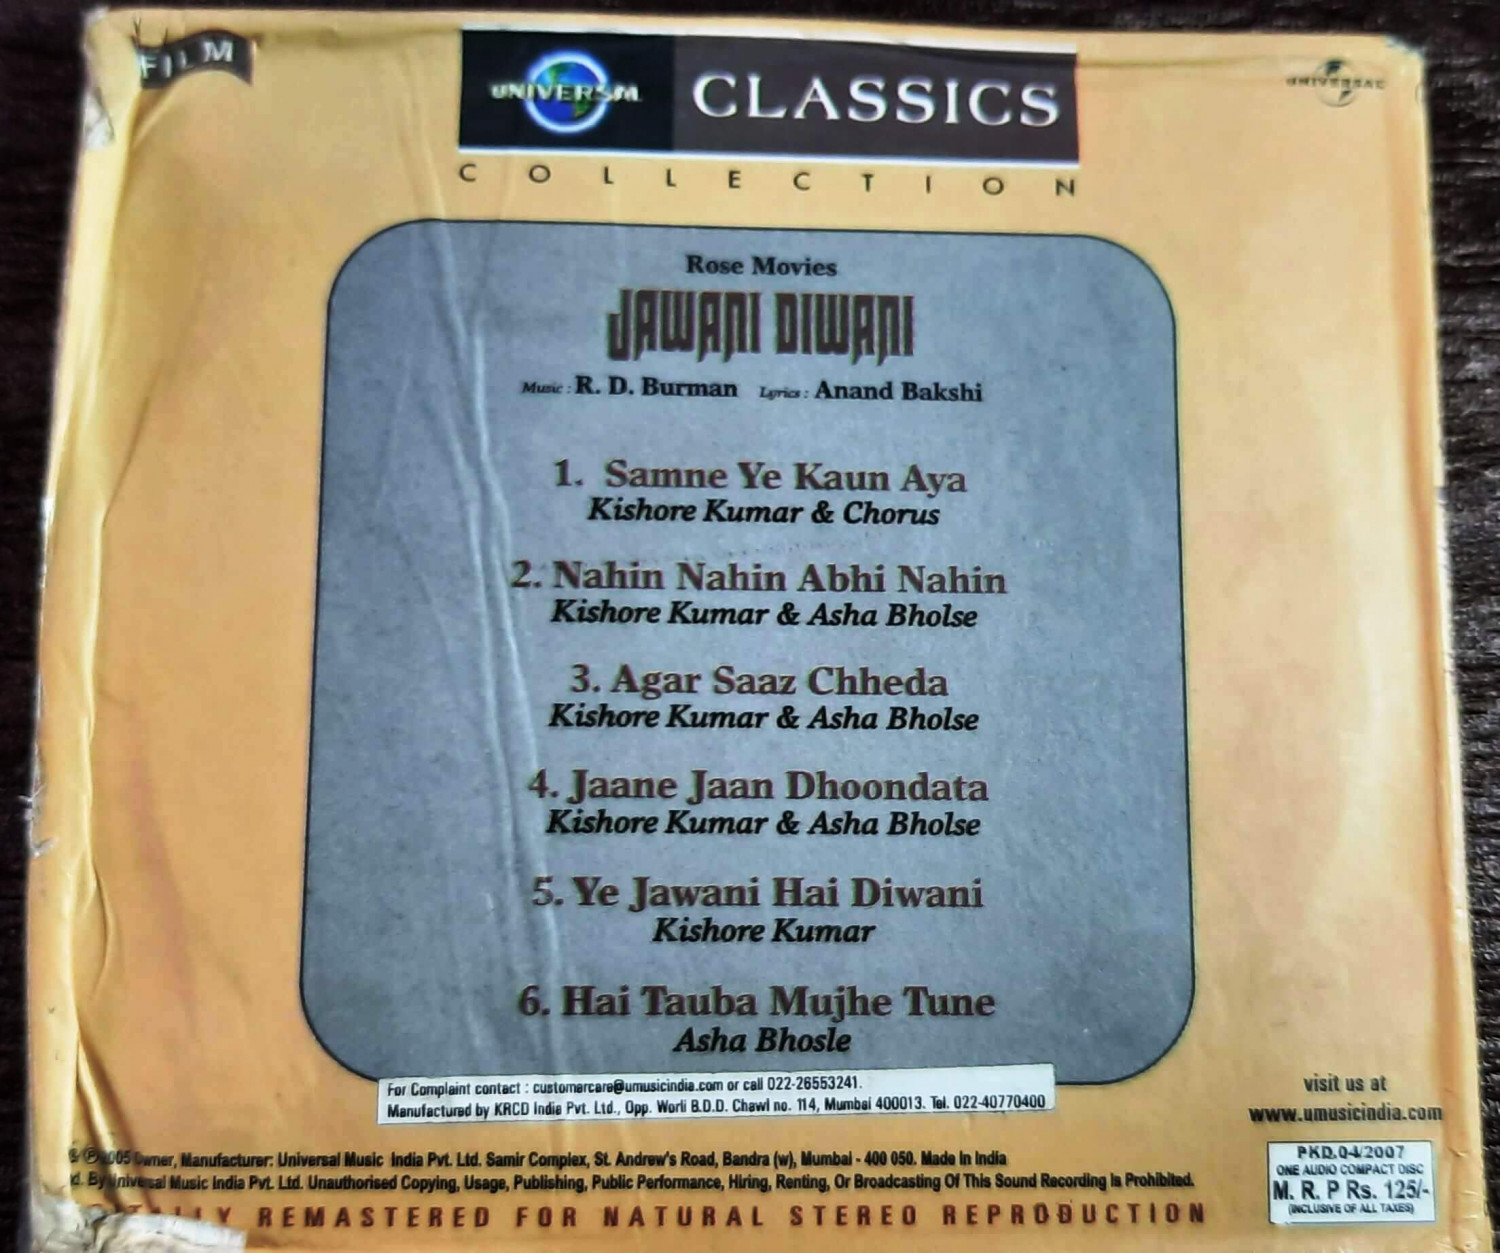 FILM
UNIVERSAL CLASSICS
UNIVERSAL
COLLECTION
Rose Movies
JAWANI DIWANI
Music : R. D. Burman Lyrics : Anand Bakshi
1. Samne Ye Kaun Aya
Kishore Kumar & Chorus
2. Nahin Nahin Abhi Nahin
Kishore Kumar & Asha Bholse
3. Agar Saaz Chheda
Kishore Kumar & Asha Bholse
4. Jaane Jaan Dhoondata
Kishore Kumar & Asha Bholse
5. Ye Jawani Hai Diwani
Kishore Kumar
6. Hai Tauba Mujhe Tune
Asha Bhosle
For Complaint contact : customercare@umusicindia.com or call 022-26553241.
Manufactured by KRCD India Pvt. Ltd., Opp. Worli B.D.D. Chawl no. 114, Mumbai 400013. Tel. 022-40770400
visit us at
www.umusicindia.com
℗ 2005 Owner, Manufacturer: Universal Music India Pvt. Ltd. Samir Complex, St. Andrew's Road, Bandra (w), Mumbai - 400 050. Made In India
By Universal Music India Pvt. Ltd. Unauthorised Copying, Usage, Publishing, Public Performance, Hiring, Renting, Or Broadcasting Of This Sound Recording Is Prohibited.
REMASTERED FOR NATURAL STEREO REPRODUCTION
PKD.04/2007
ONE AUDIO COMPACT DISC
M. R. P Rs. 125/-
(INCLUSIVE OF ALL TAXES)